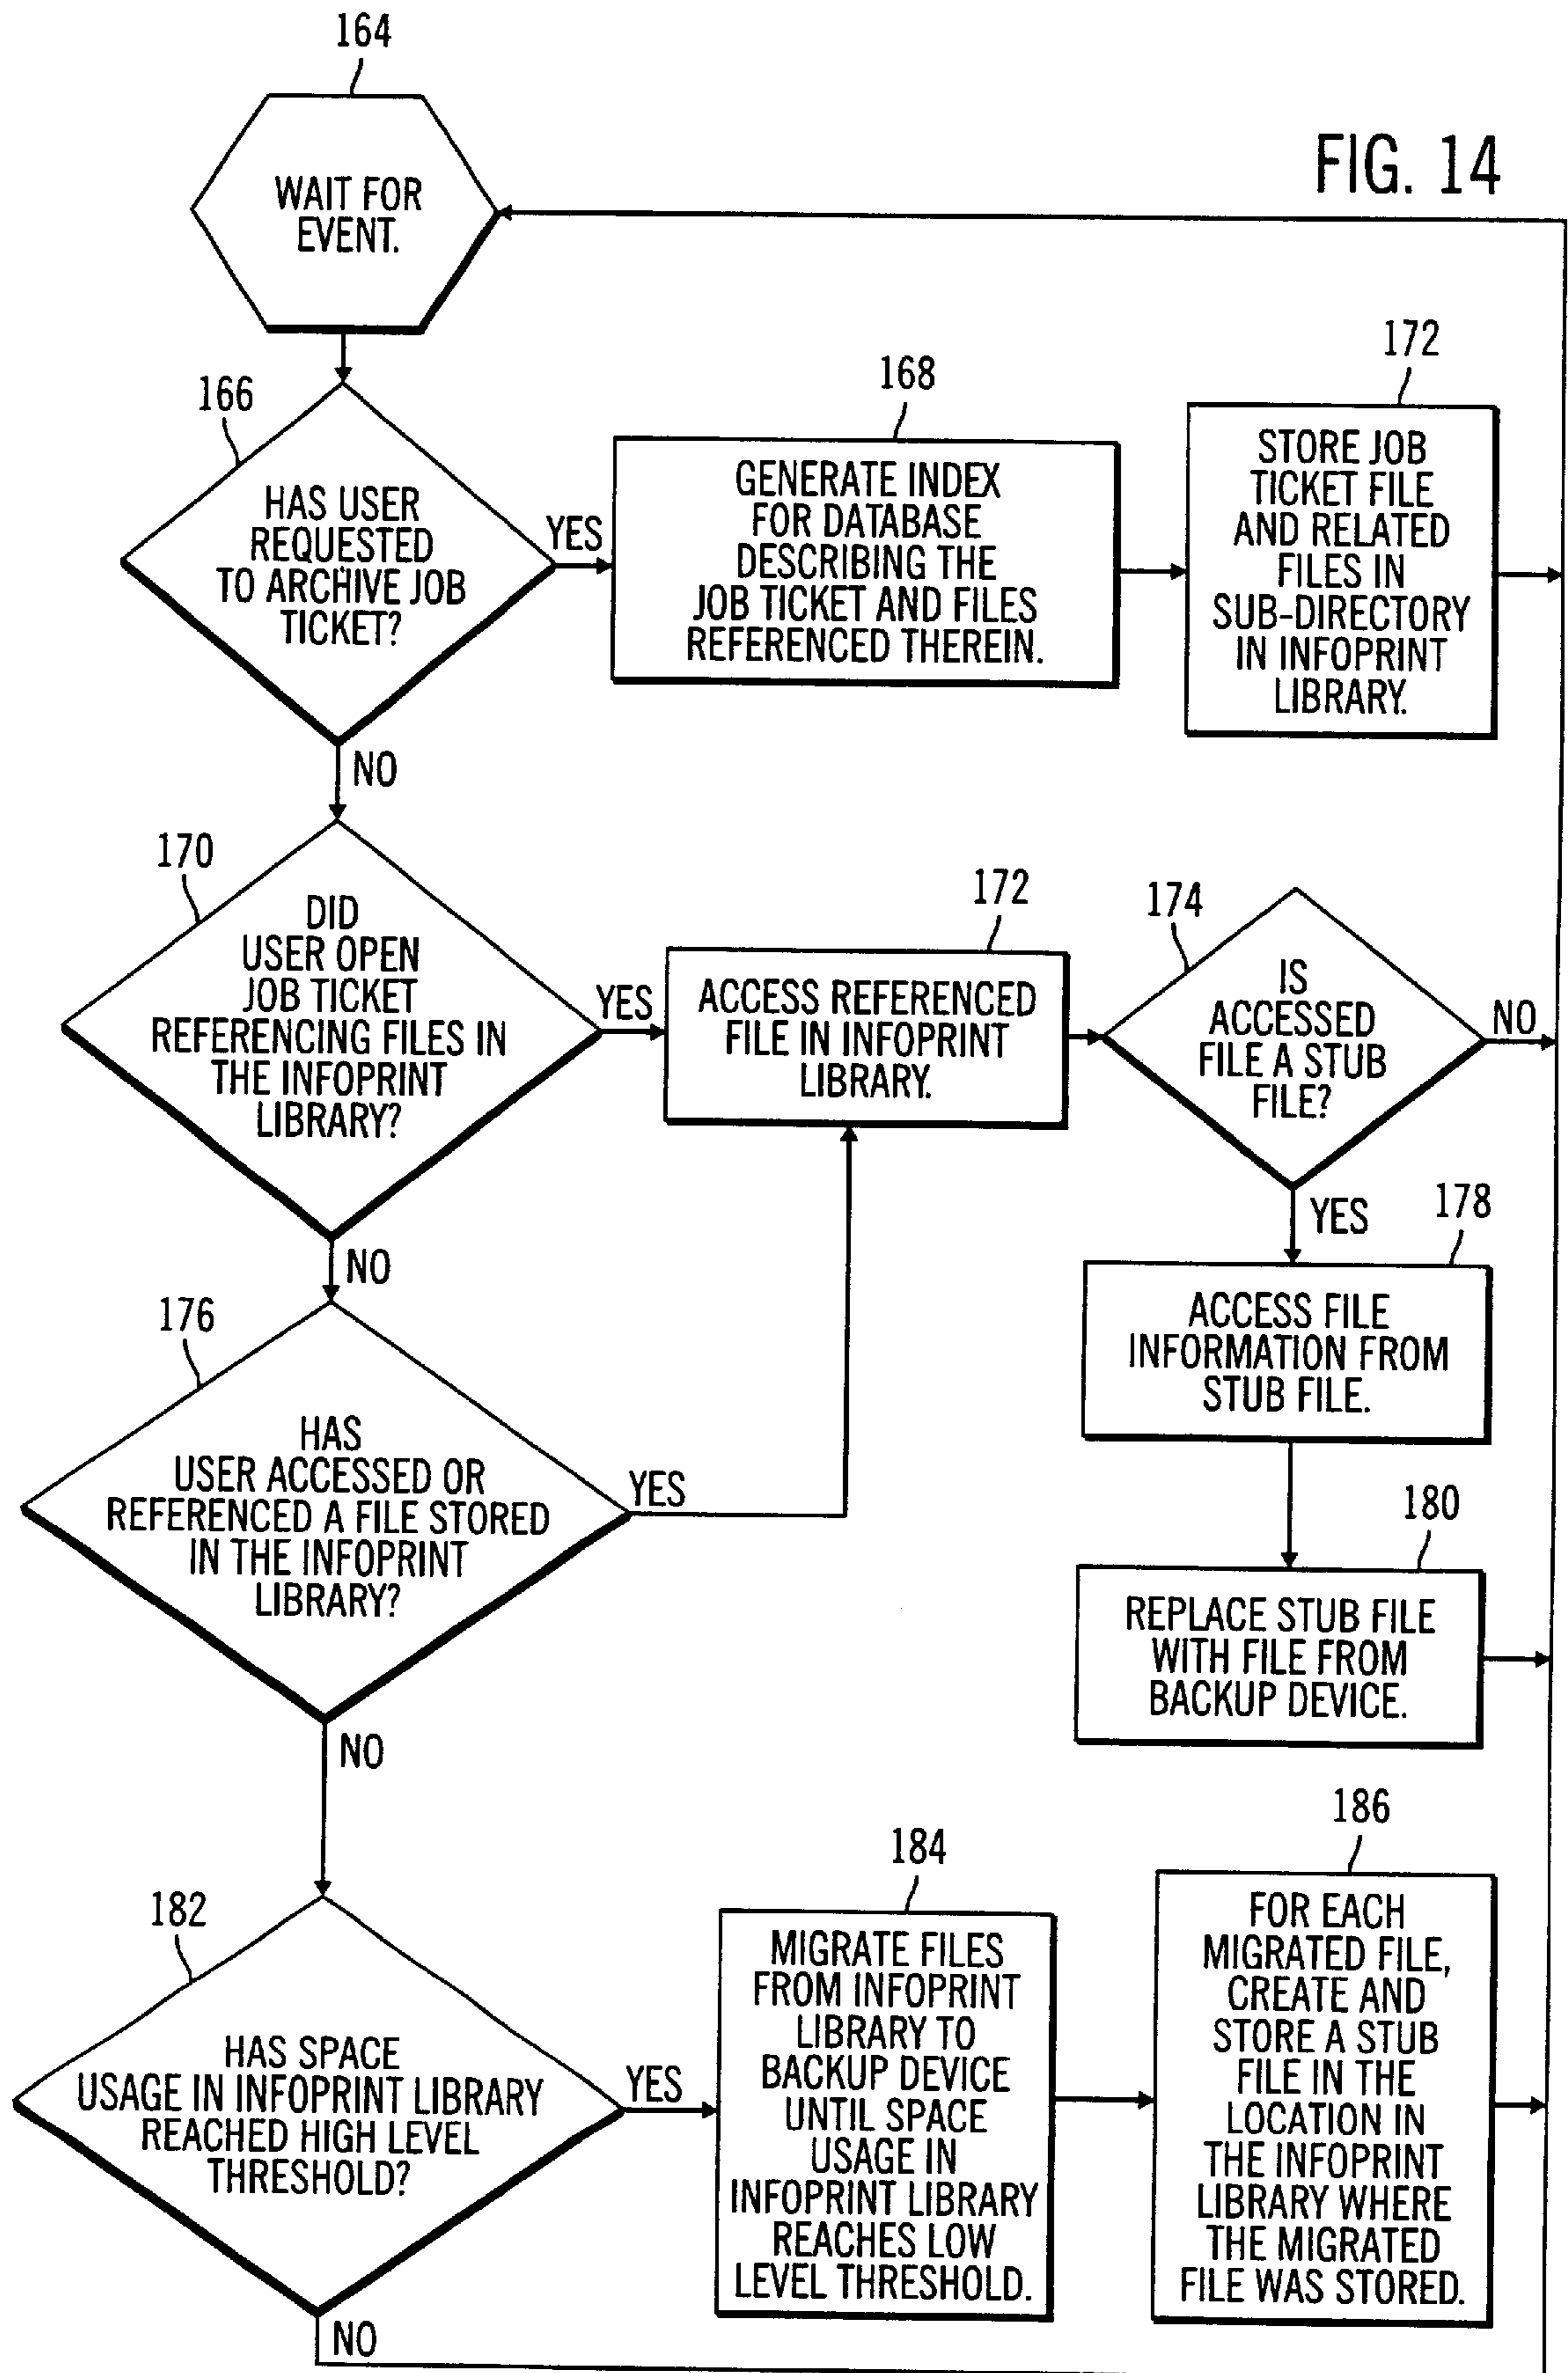 164
FIG. 14
WAIT FOR
EVENT.
166
HAS USER
REQUESTED
TO ARCHIVE JOB
TICKET?
YES
168
GENERATE INDEX
FOR DATABASE
DESCRIBING THE
JOB TICKET AND FILES
REFERENCED THEREIN.
172
STORE JOB
TICKET FILE
AND RELATED
FILES IN
SUB-DIRECTORY
IN INFOPRINT
LIBRARY.
NO
170
DID
USER OPEN
JOB TICKET
REFERENCING FILES IN
THE INFOPRINT
LIBRARY?
YES
172
ACCESS REFERENCED
FILE IN INFOPRINT
LIBRARY.
174
IS
ACCESSED
FILE A STUB
FILE?
NO
YES
178
ACCESS FILE
INFORMATION FROM
STUB FILE.
180
REPLACE STUB FILE
WITH FILE FROM
BACKUP DEVICE.
NO
176
HAS
USER ACCESSED OR
REFERENCED A FILE STORED
IN THE INFOPRINT
LIBRARY?
YES
NO
182
HAS SPACE
USAGE IN INFOPRINT LIBRARY
REACHED HIGH LEVEL
THRESHOLD?
YES
184
MIGRATE FILES
FROM INFOPRINT
LIBRARY TO
BACKUP DEVICE
UNTIL SPACE
USAGE IN
INFOPRINT LIBRARY
REACHES LOW
LEVEL THRESHOLD.
186
FOR EACH
MIGRATED FILE,
CREATE AND
STORE A STUB
FILE IN THE
LOCATION IN
THE INFOPRINT
LIBRARY WHERE
THE MIGRATED
FILE WAS STORED.
NO